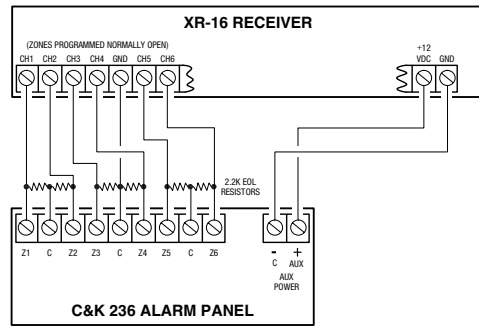 XR-16 RECEIVER
(ZONES PROGRAMMED NORMALLY OPEN)
CH1 CH2 CH3 CH4 GND CH5 CH6
+12
VDC GND
2.2K EOL
RESISTORS
Z1 C Z2 Z3 C Z4 Z5 C Z6
- +
C AUX
AUX
POWER
C&K 236 ALARM PANEL